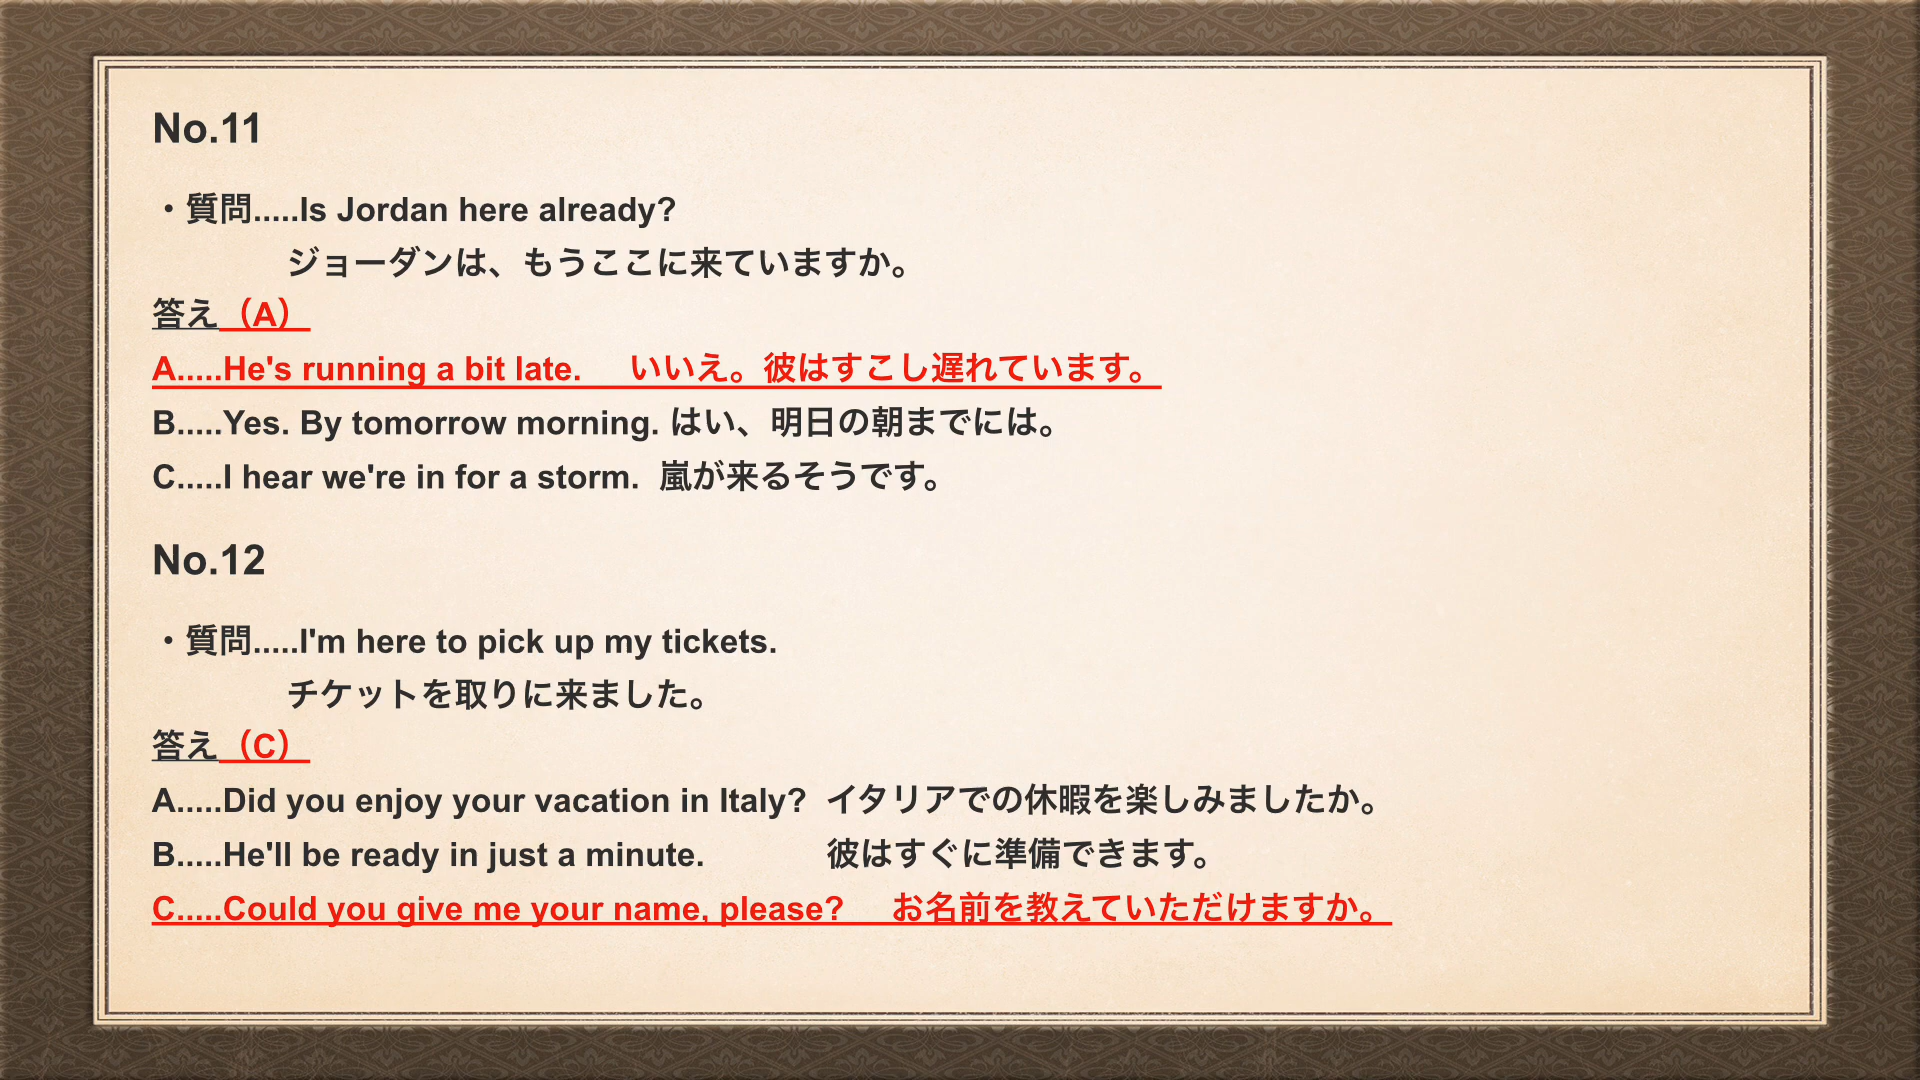 No.11
・質問.....Is Jordan here already?
ジョーダンは、もうここに来ていますか。
答え（A）
A.....He's running a bit late. いいえ。彼はすこし遅れています。
B.....Yes. By tomorrow morning. はい、明日の朝までには。
C.....I hear we're in for a storm. 嵐が来るそうです。
No.12
・質問.....I'm here to pick up my tickets.
チケットを取りに来ました。
答え（C）
A.....Did you enjoy your vacation in Italy? イタリアでの休暇を楽しみましたか。
B.....He'll be ready in just a minute. 彼はすぐに準備できます。
C.....Could you give me your name, please? お名前を教えていただけますか。